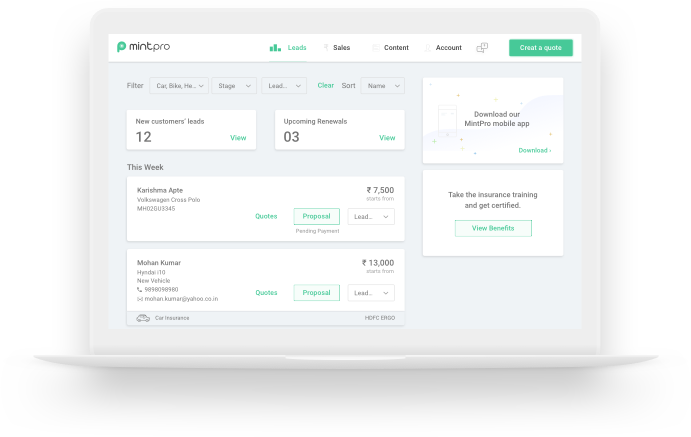 mintpro
Leads
Sales
Content
Account
Creat a quote
Filter
Car, Bike, He...
Stage
Lead...
Clear
Sort
Name
New customers' leads
12
View
Upcoming Renewals
03
View
Download our
MintPro mobile app
Download ›
This Week
Karishma Apte
₹ 7,500
Volkswagen Cross Polo
starts from
MH02GU3345
Quotes
Proposal
Lead...
Pending Payment
Take the insurance training
and get certified.
View Benefits
Mohan Kumar
₹ 13,000
Hyndai i10
starts from
New Vehicle
9898098980
Quotes
Proposal
Lead...
mohan.kumar@yahoo.co.in
Car Insurance
HDFC ERGO